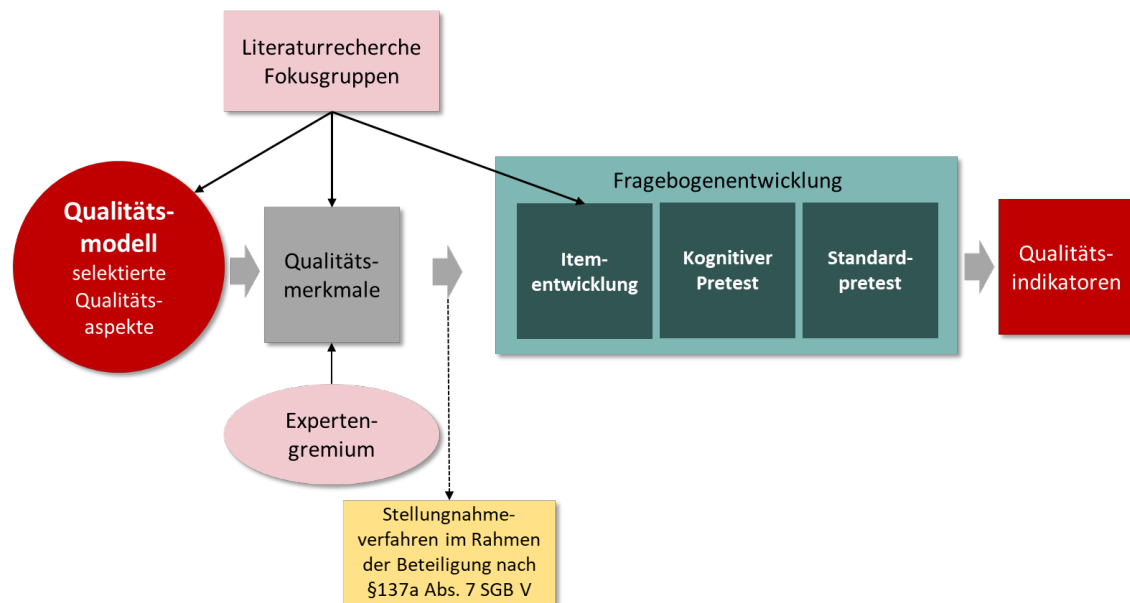 Literaturrecherche
Fokusgruppen
Qualitäts-
modell
selektierte
Qualitäts-
aspekte
Qualitäts-
merkmale
Experten-
gremium
Stellungnahme-
verfahren im Rahmen
der Beteiligung nach
§137a Abs. 7 SGB V
Fragebogenentwicklung
Item-
entwicklung
Kognitiver
Pretest
Standard-
pretest
Qualitäts-
indikatoren